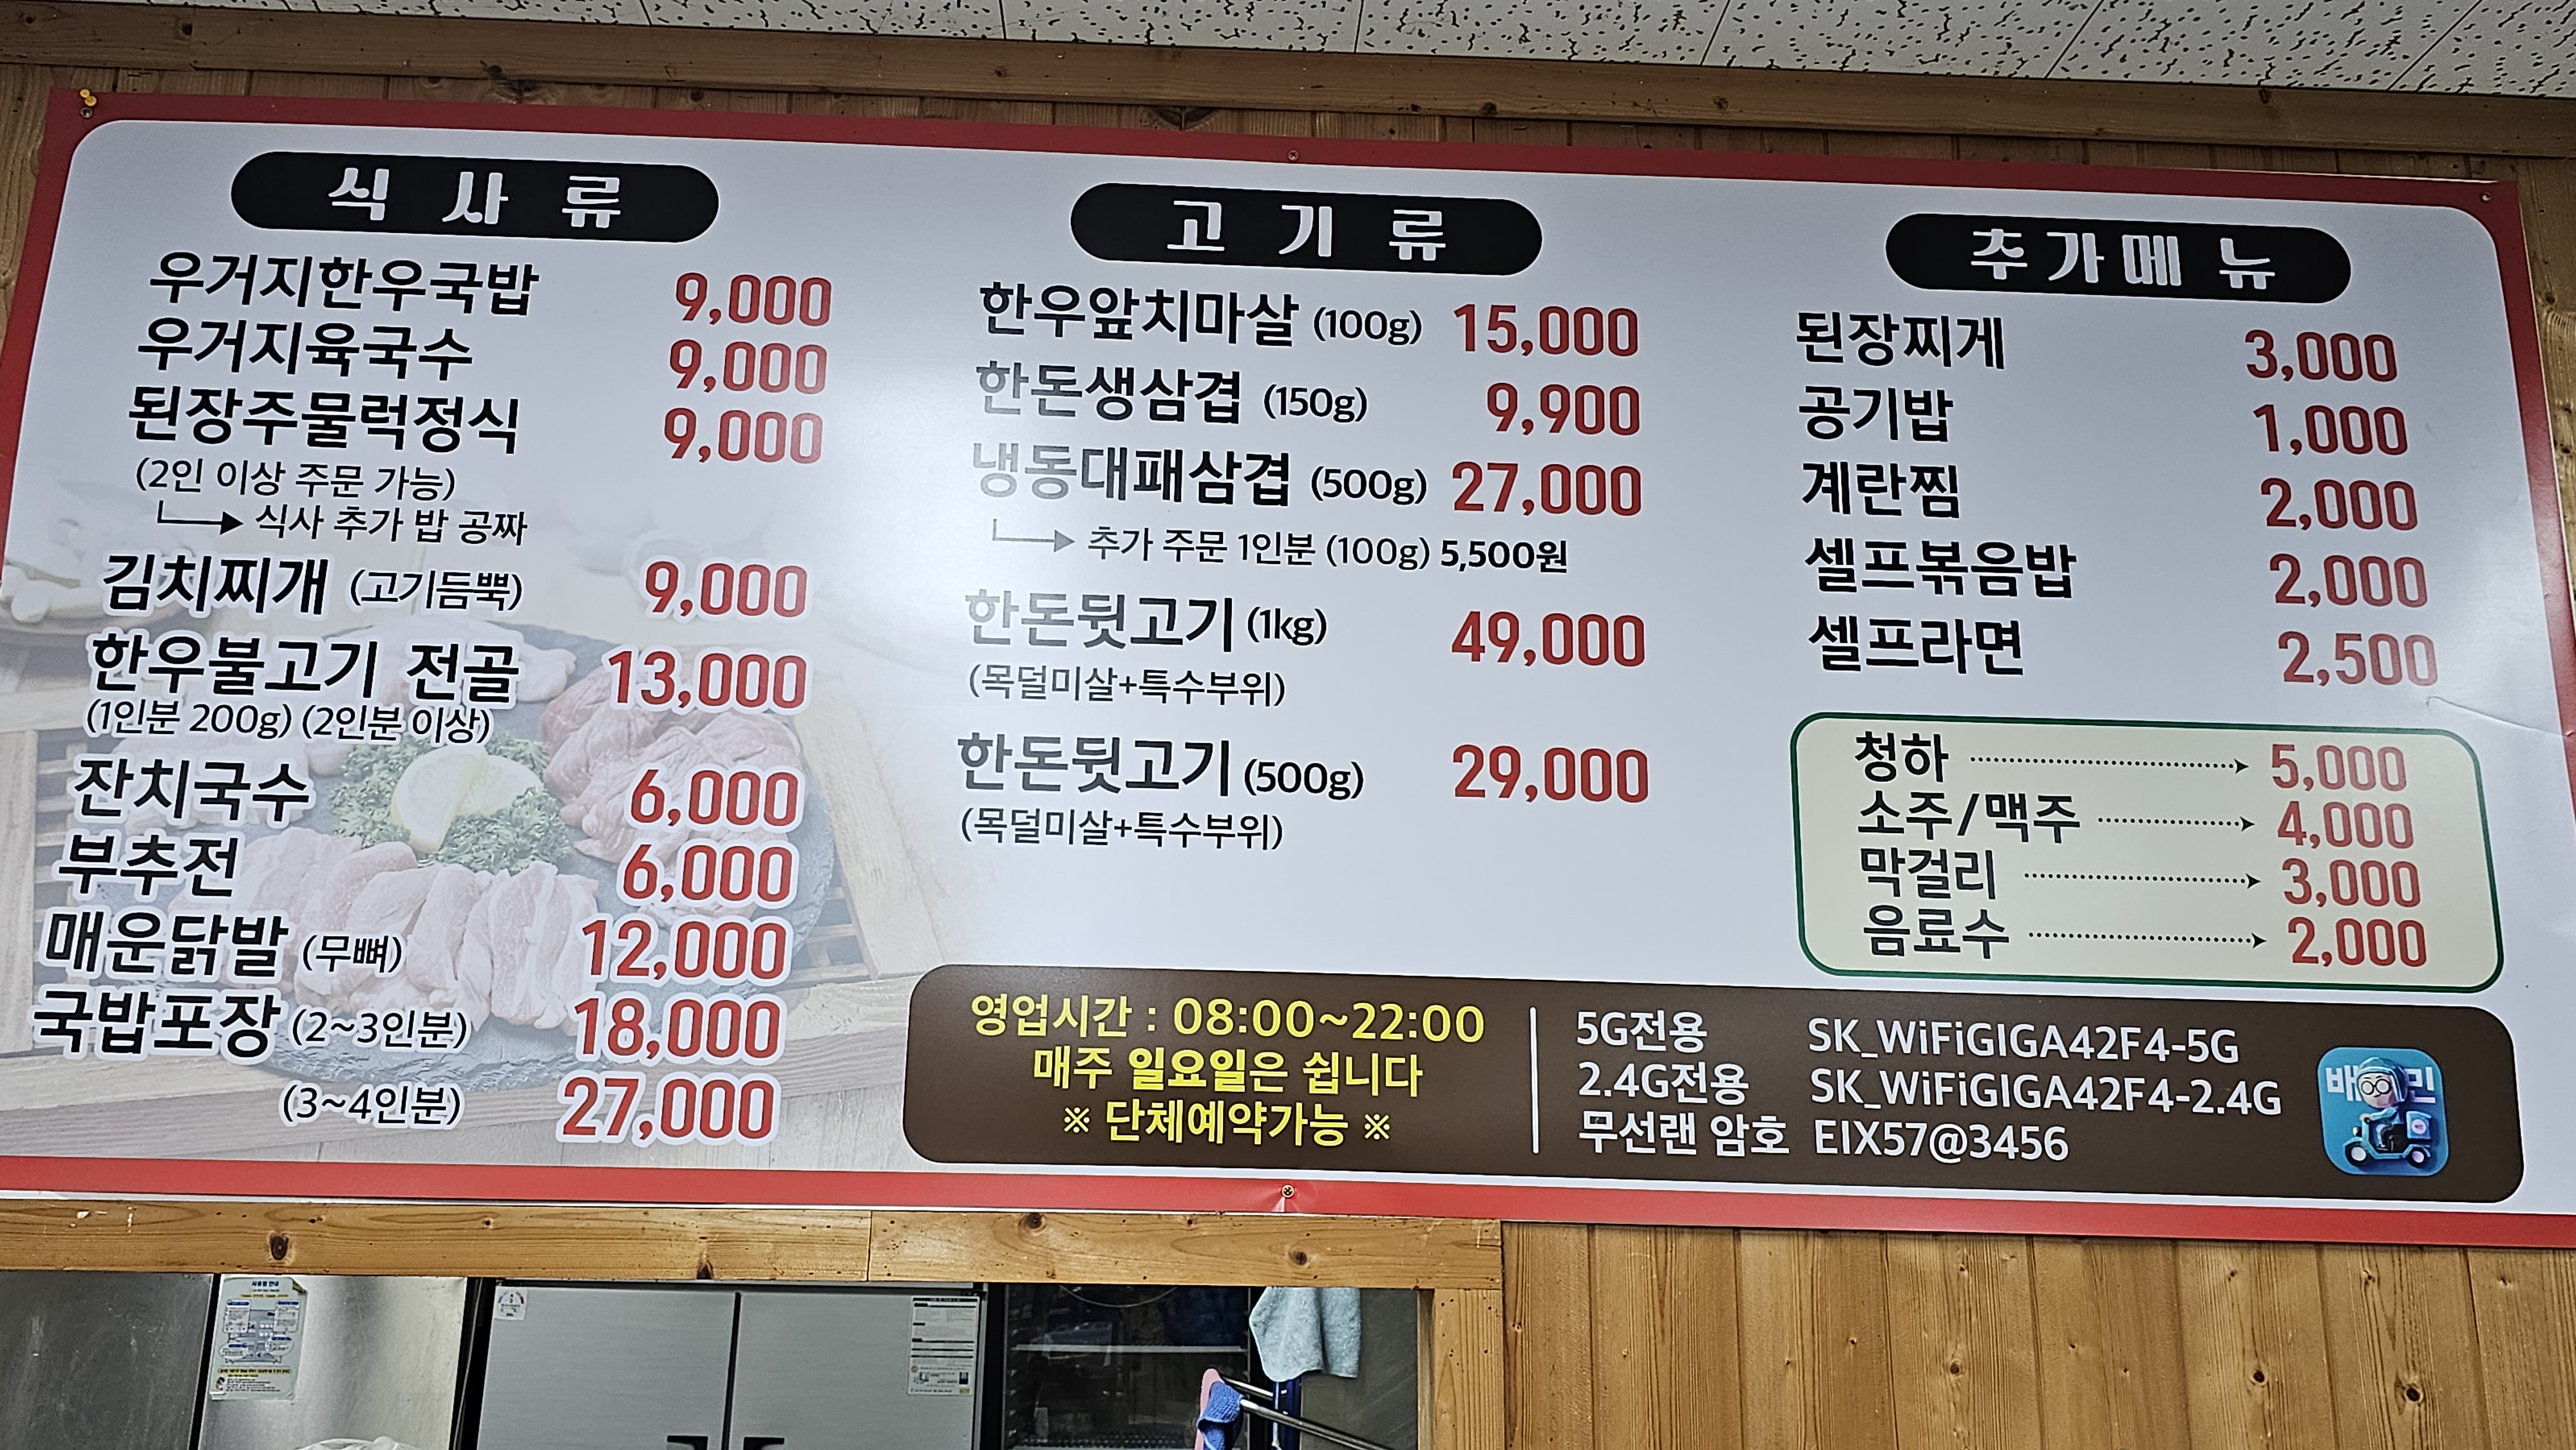 식사류
우거지한우국밥 9,000
우거지육국수 9,000
된장주물럭정식 9,000
(2인 이상 주문 가능)
식사 추가 밥 공짜
김치찌개 (고기듬뿍) 9,000
한우불고기 전골 13,000
(1인분 200g) (2인분 이상)
잔치국수 6,000
부추전 6,000
매운닭발 (무뼈) 12,000
국밥포장 (2~3인분) 18,000
(3~4인분) 27,000
고기류
한우앞치마살 (100g) 15,000
한돈생삼겹 (150g) 9,900
냉동대패삼겹 (500g) 27,000
추가 주문 1인분 (100g) 5,500원
한돈뒷고기 (1kg) 49,000
(목덜미살+특수부위)
한돈뒷고기 (500g) 29,000
(목덜미살+특수부위)
추가메뉴
된장찌게 3,000
공기밥 1,000
계란찜 2,000
셀프볶음밥 2,000
셀프라면 2,500
청하 5,000
소주/맥주 4,000
막걸리 3,000
음료수 2,000
영업시간 : 08:00~22:00
매주 일요일은 쉽니다
※ 단체예약가능 ※
5G전용 SK_WiFiGIGA42F4-5G
2.4G전용 SK_WiFiGIGA42F4-2.4G
무선랜 암호 EIX57@3456
배민